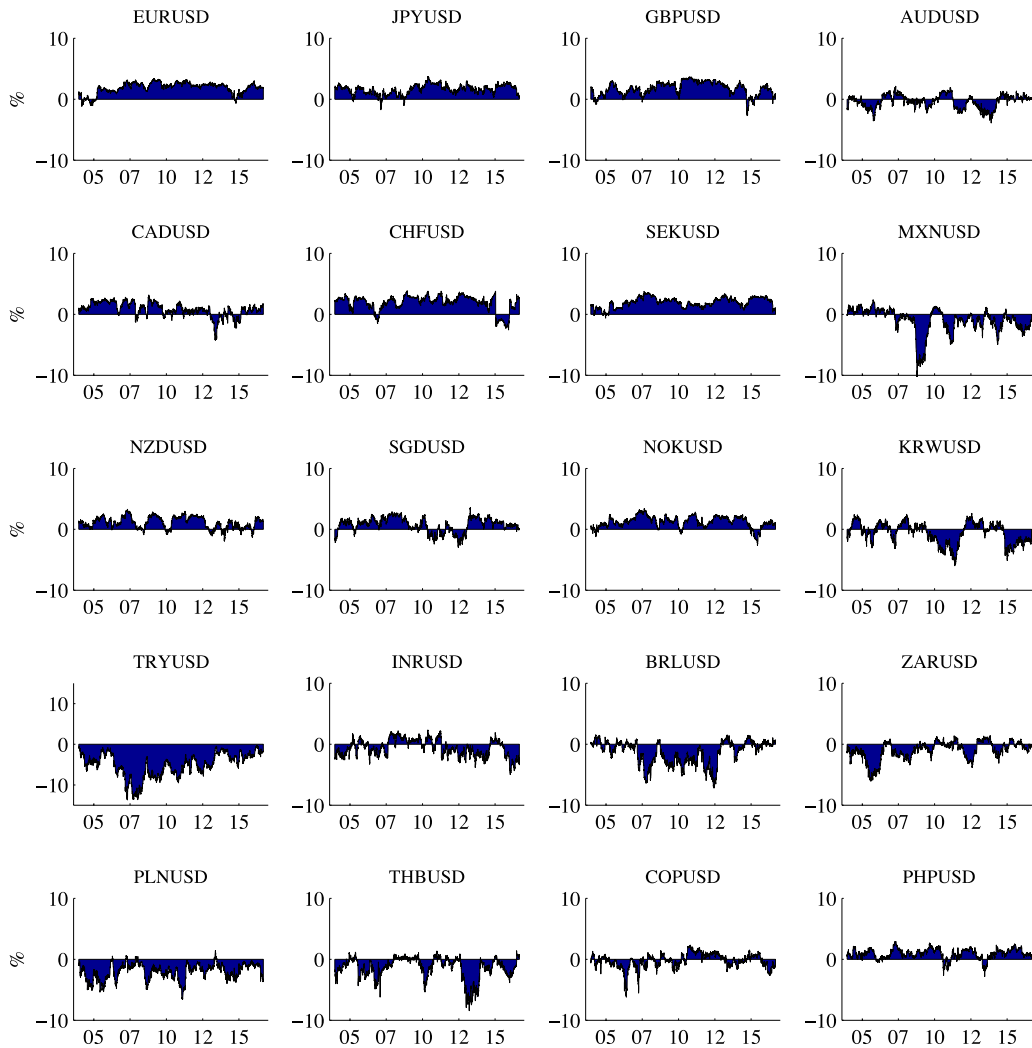 EURUSD JPYUSD GBPUSD AUDUSD
10 10 10 10
% 0 0 0 0
−10 −10 −10 −10
05 07 10 12 15 05 07 10 12 15 05 07 10 12 15 05 07 10 12 15
CADUSD CHFUSD SEKUSD MXNUSD
10 10 10 10
% 0 0 0 0
−10 −10 −10 −10
05 07 10 12 15 05 07 10 12 15 05 07 10 12 15 05 07 10 12 15
NZDUSD SGDUSD NOKUSD KRWUSD
10 10 10 10
% 0 0 0 0
−10 −10 −10 −10
05 07 10 12 15 05 07 10 12 15 05 07 10 12 15 05 07 10 12 15
TRYUSD INRUSD BRLUSD ZARUSD
10 10 10 10
0 0 0 0
−10 −10 −10 −10
05 07 10 12 15 05 07 10 12 15 05 07 10 12 15 05 07 10 12 15
PLNUSD THBUSD COPUSD PHPUSD
10 10 10 10
% 0 0 0 0
−10 −10 −10 −10
05 07 10 12 15 05 07 10 12 15 05 07 10 12 15 05 07 10 12 15